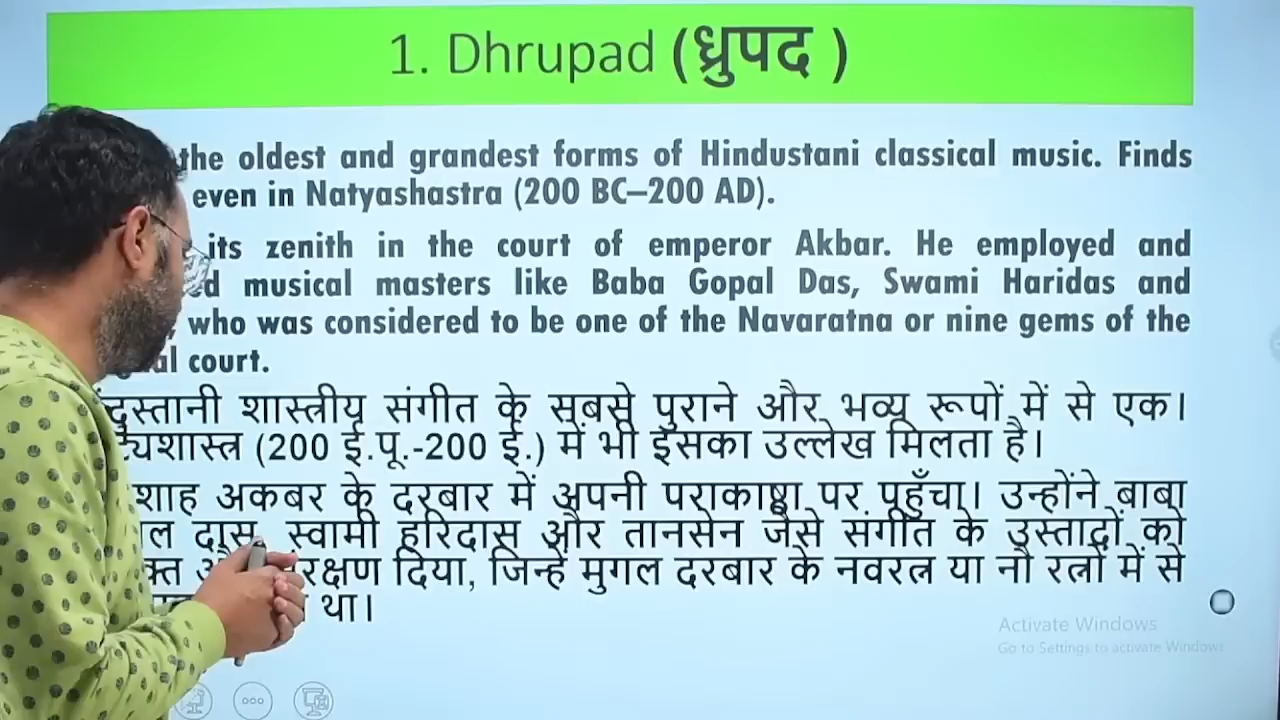 1. Dhrupad (ध्रुपद )
the oldest and grandest forms of Hindustani classical music. Finds
even in Natyashastra (200 BC–200 AD).
its zenith in the court of emperor Akbar. He employed and
musical masters like Baba Gopal Das, Swami Haridas and
who was considered to be one of the Navaratna or nine gems of the
court.
शास्त्रीय संगीत के सबसे पुराने और भव्य रूपों में से एक।
(200 ई.पू.-200 ई.) में भी इसका उल्लेख मिलता है।
अकबर के दरबार में अपनी पराकाष्ठा पर पहुँचा। उन्होंने बाबा
दास, स्वामी हरिदास और तानसेन जैसे संगीत के उस्तादों को
दिया, जिन्हें मुगल दरबार के नवरत्न या नौ रत्नों में से
था।
Activate Windows
Go to Settings to activate Windows.